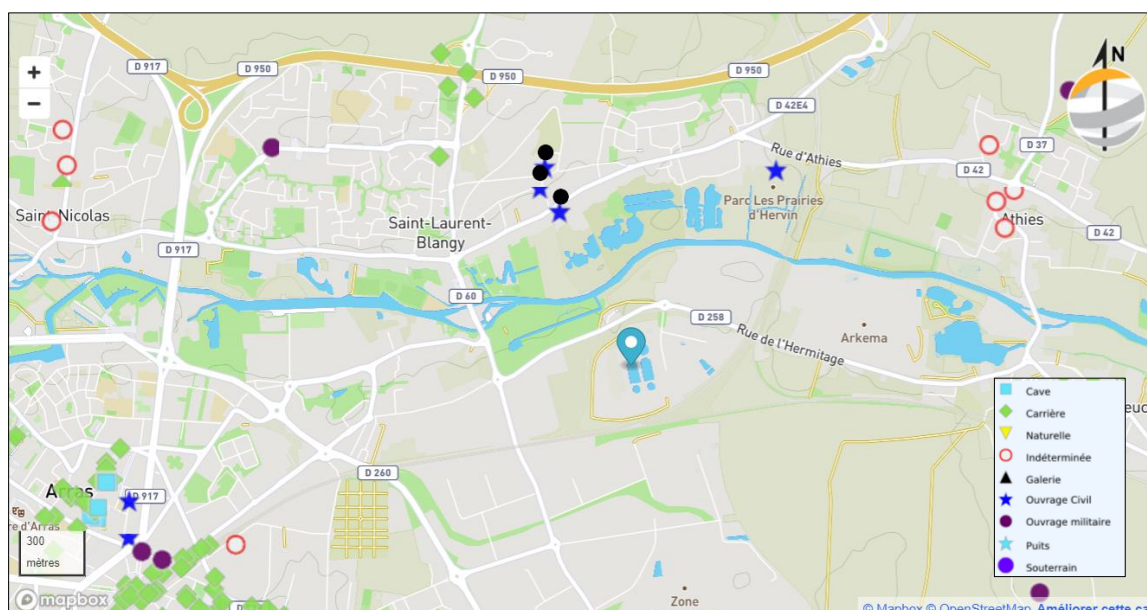 +
−
D 917
D 950
D 950
D 950
N
D 42E4
Rue d'Athies
D 37
D 42
Parc Les Prairies
d'Hervin
Saint-Nicolas
Saint-Laurent-
Blangy
Athies
D 917
D 42
D 60
D 258
Rue de l'Hermitage
Arkema
Cave
Carrière
Naturelle
Indéterminée
Galerie
Ouvrage Civil
Ouvrage militaire
Puits
Souterrain
D 260
Arras
D 917
re d'Arras
300
mètres
Zone
mapbox
© Mapbox © OpenStreetMap Améliorer cette ca